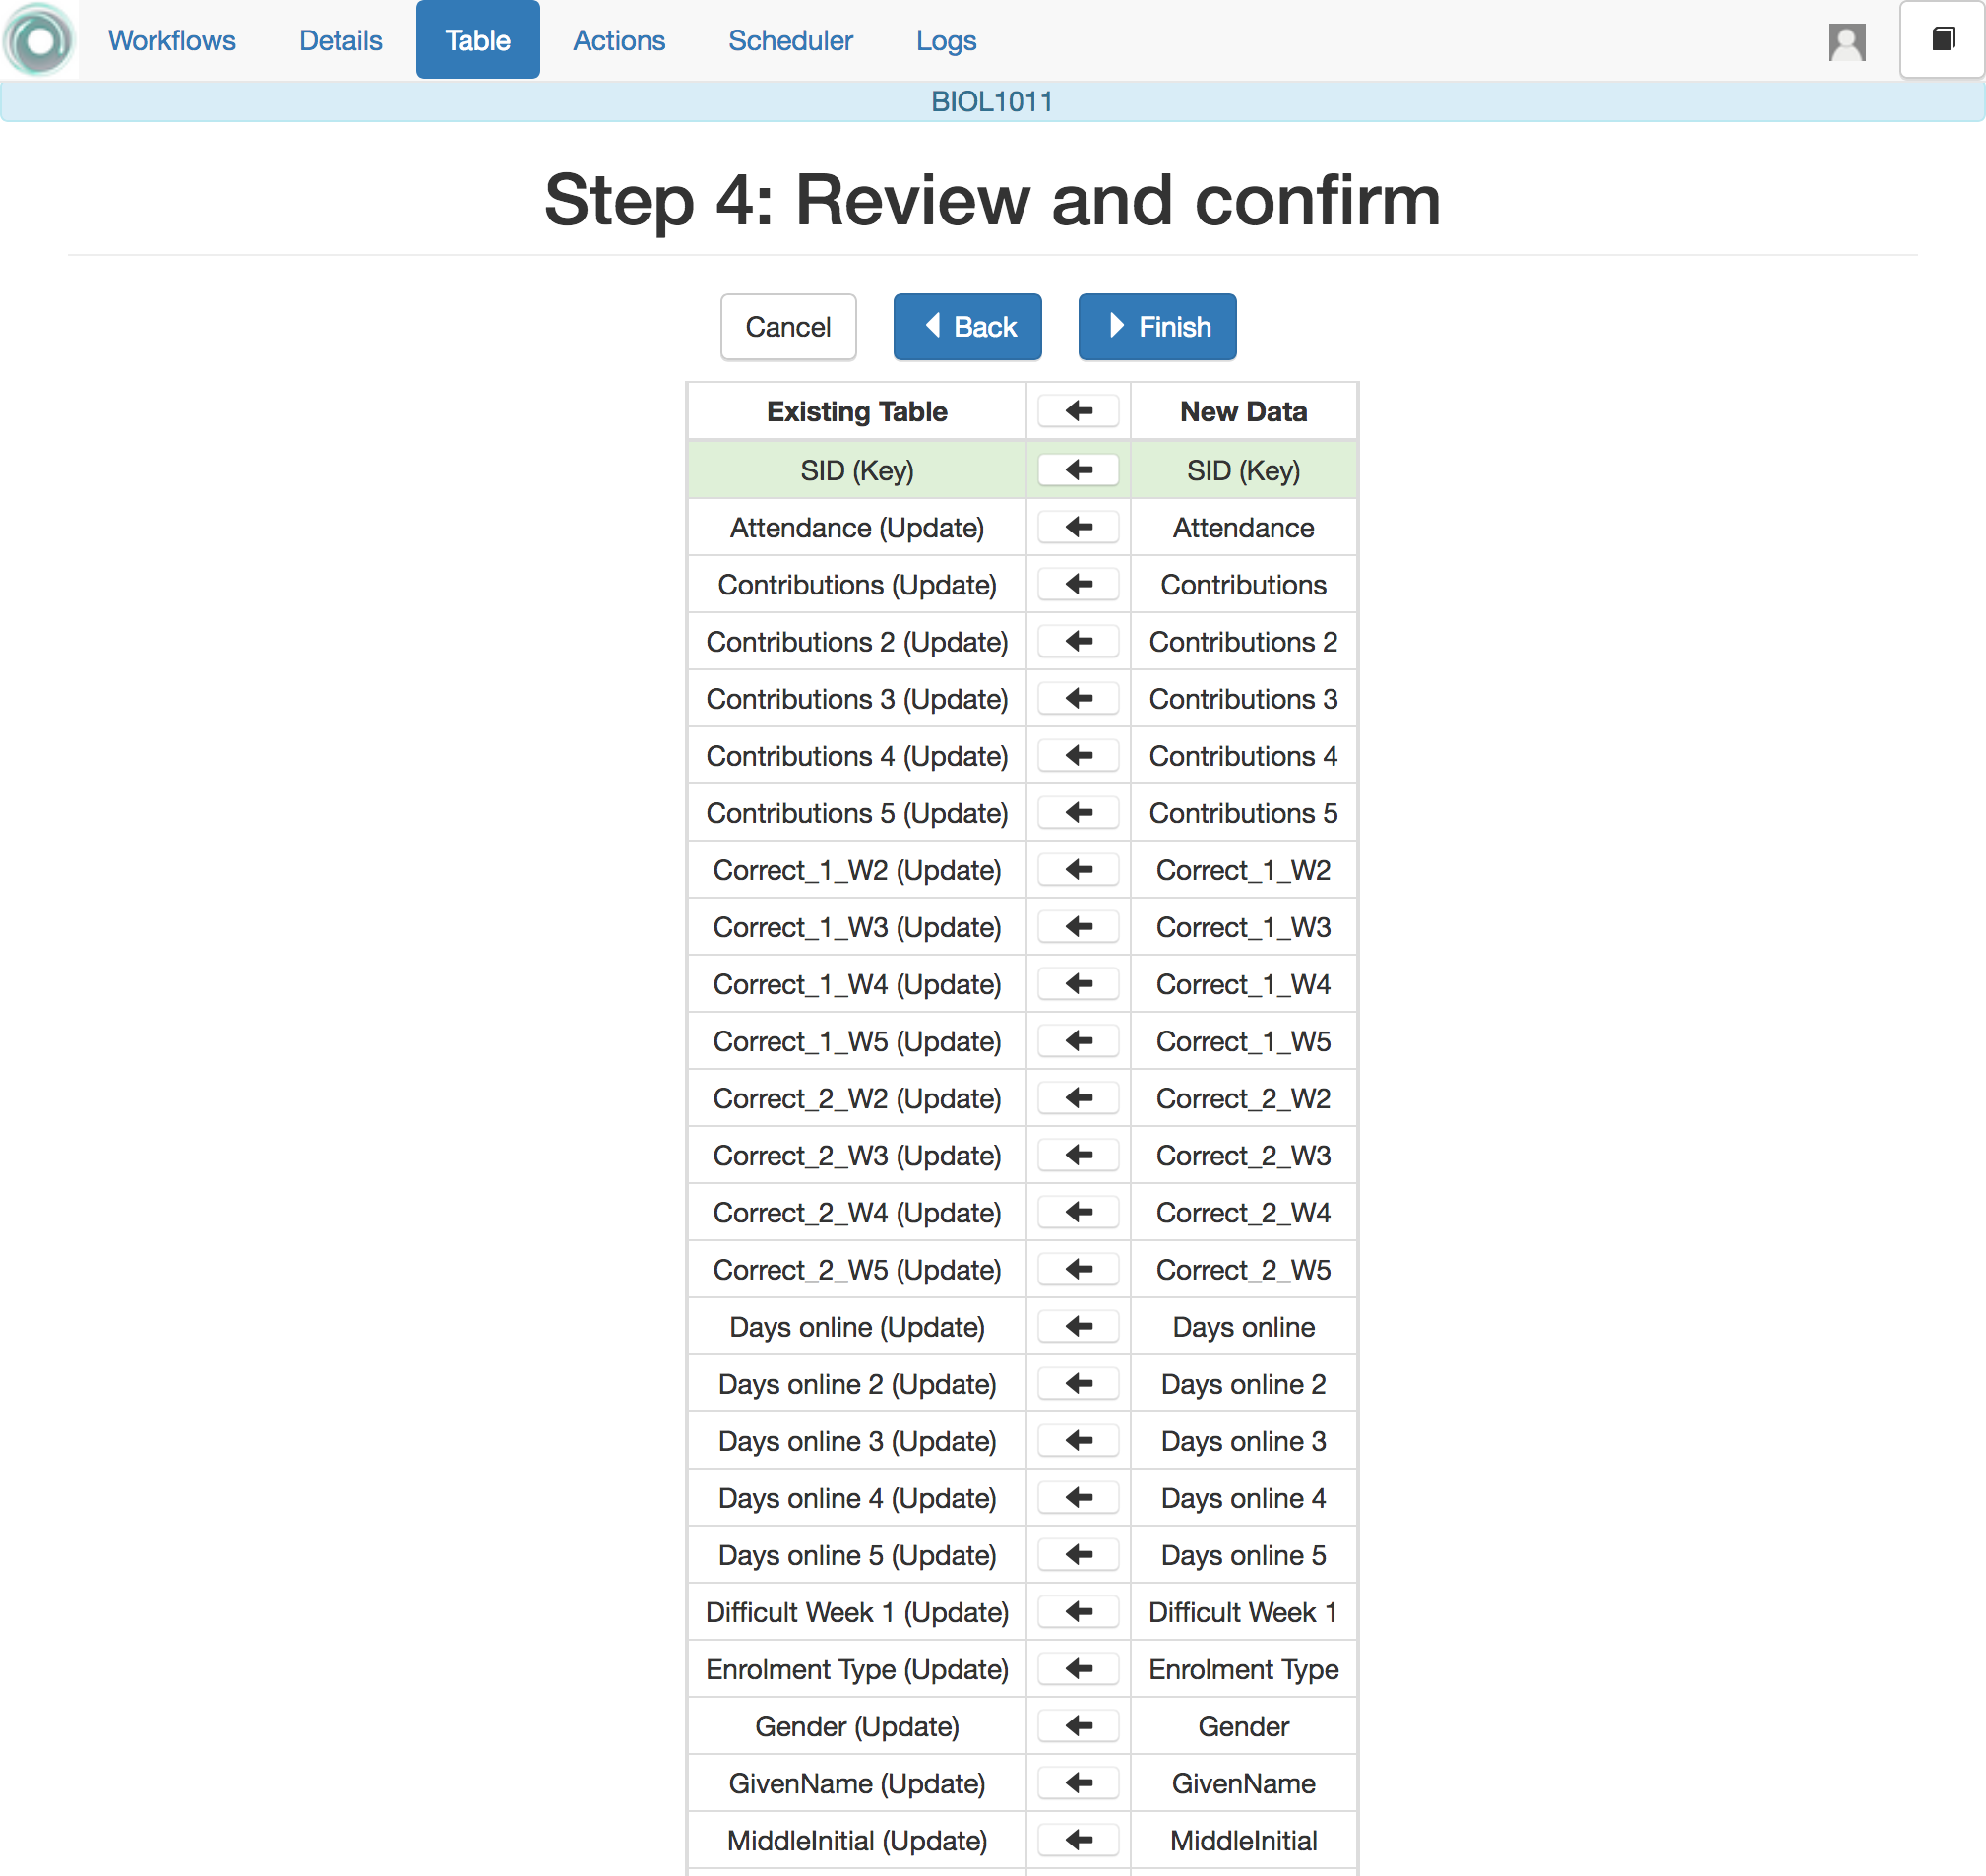 Workflows Details Table Actions Scheduler Logs
BIOL1011
Step 4: Review and confirm
Cancel Back Finish
Existing Table New Data
SID (Key) SID (Key)
Attendance (Update) Attendance
Contributions (Update) Contributions
Contributions 2 (Update) Contributions 2
Contributions 3 (Update) Contributions 3
Contributions 4 (Update) Contributions 4
Contributions 5 (Update) Contributions 5
Correct_1_W2 (Update) Correct_1_W2
Correct_1_W3 (Update) Correct_1_W3
Correct_1_W4 (Update) Correct_1_W4
Correct_1_W5 (Update) Correct_1_W5
Correct_2_W2 (Update) Correct_2_W2
Correct_2_W3 (Update) Correct_2_W3
Correct_2_W4 (Update) Correct_2_W4
Correct_2_W5 (Update) Correct_2_W5
Days online (Update) Days online
Days online 2 (Update) Days online 2
Days online 3 (Update) Days online 3
Days online 4 (Update) Days online 4
Days online 5 (Update) Days online 5
Difficult Week 1 (Update) Difficult Week 1
Enrolment Type (Update) Enrolment Type
Gender (Update) Gender
GivenName (Update) GivenName
MiddleInitial (Update) MiddleInitial